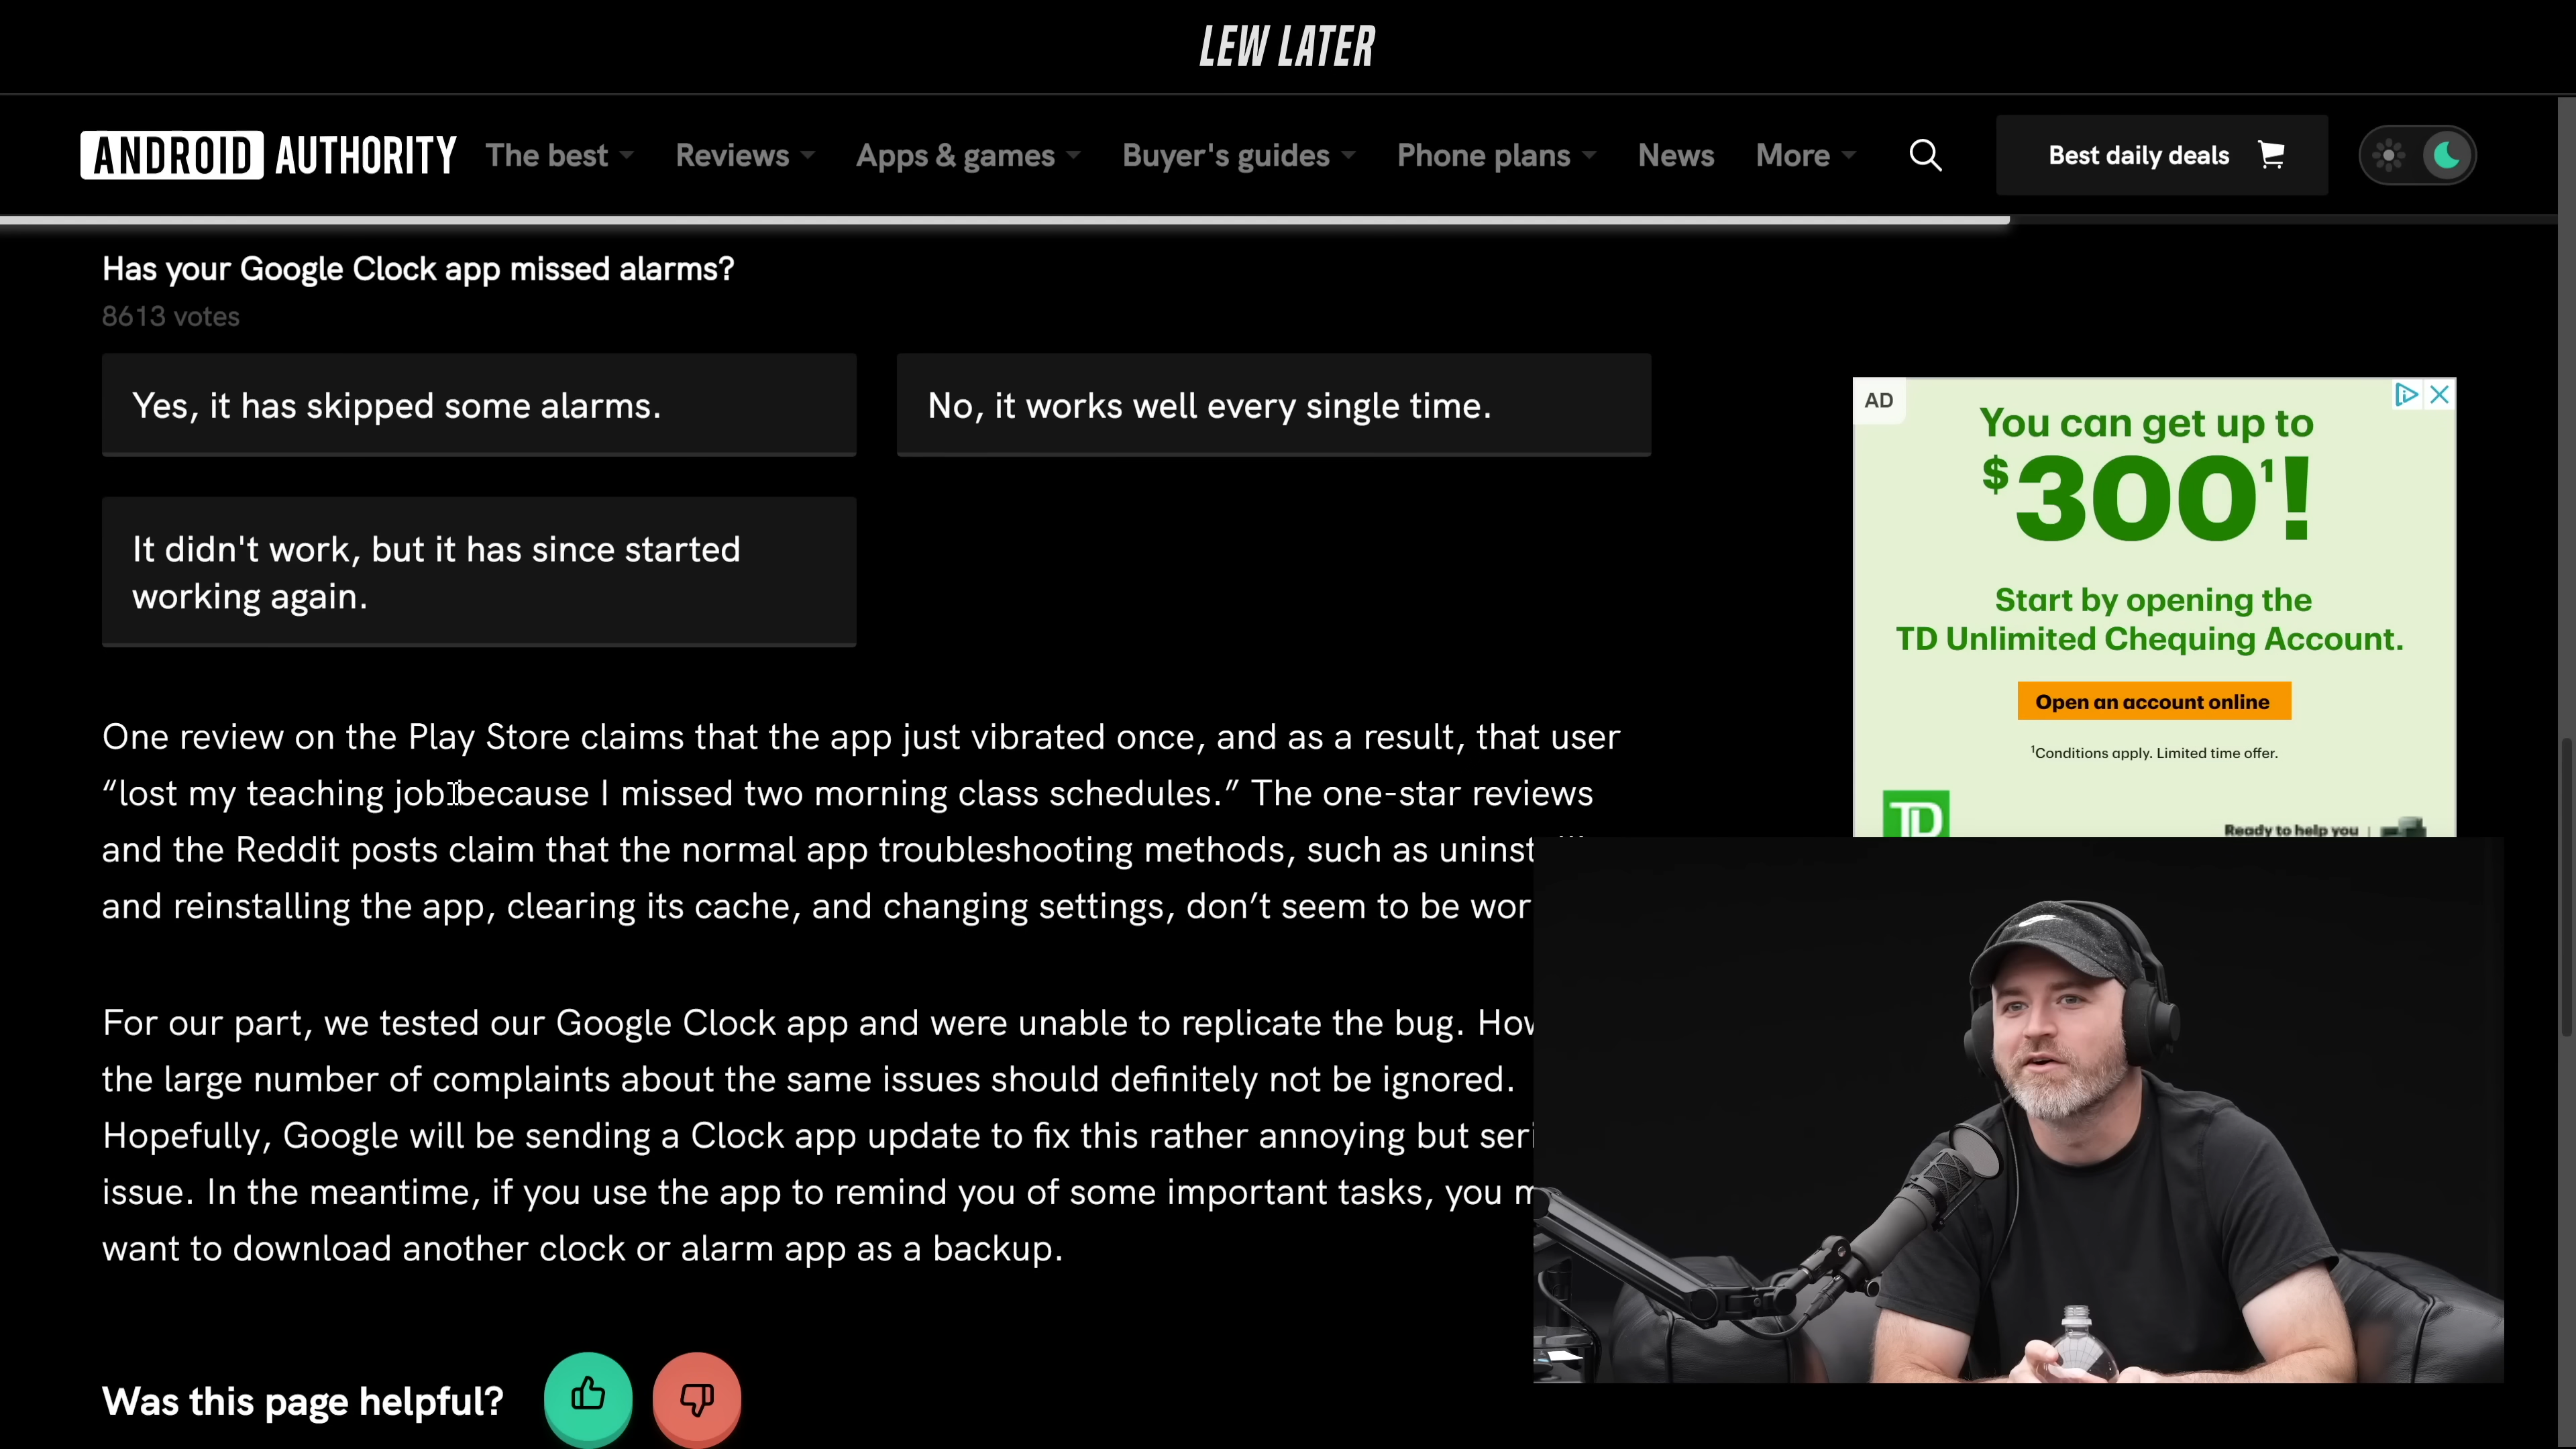 LEW LATER
ANDROID AUTHORITY
The best
Reviews
Apps & games
Buyer's guides
Phone plans
News
More
Best daily deals
Has your Google Clock app missed alarms?
8613 votes
Yes, it has skipped some alarms.
No, it works well every single time.
It didn't work, but it has since started
working again.
One review on the Play Store claims that the app just vibrated once, and as a result, that user
“lost my teaching job because I missed two morning class schedules.” The one-star reviews
and the Reddit posts claim that the normal app troubleshooting methods, such as
and reinstalling the app, clearing its cache, and changing settings, don’t seem to be
For our part, we tested our Google Clock app and were unable to replicate the bug.
the large number of complaints about the same issues should definitely not be ignored.
Hopefully, Google will be sending a Clock app update to fix this rather annoying but
issue. In the meantime, if you use the app to remind you of some important tasks, you
want to download another clock or alarm app as a backup.
Was this page helpful?
AD
You can get up to
$300¹!
Start by opening the
TD Unlimited Chequing Account.
Open an account online
¹Conditions apply. Limited time offer.
TD
Ready to help you